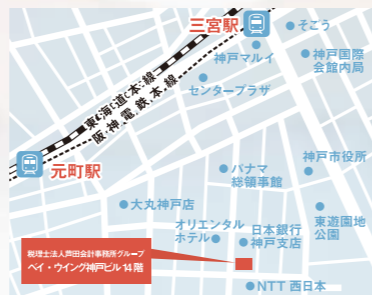 三宮駅
そごう
神戸マルイ
神戸国際
会館内局
センタープラザ
東海道本線
阪神電鉄本線
元町駅
神戸市役所
パナマ
総領事館
大丸神戸店
東遊園地
公園
オリエンタル
ホテル
日本銀行
神戸支店
税理士法人芦田会計事務所グループ
ベイ・ウイング神戸ビル14階
NTT 西日本